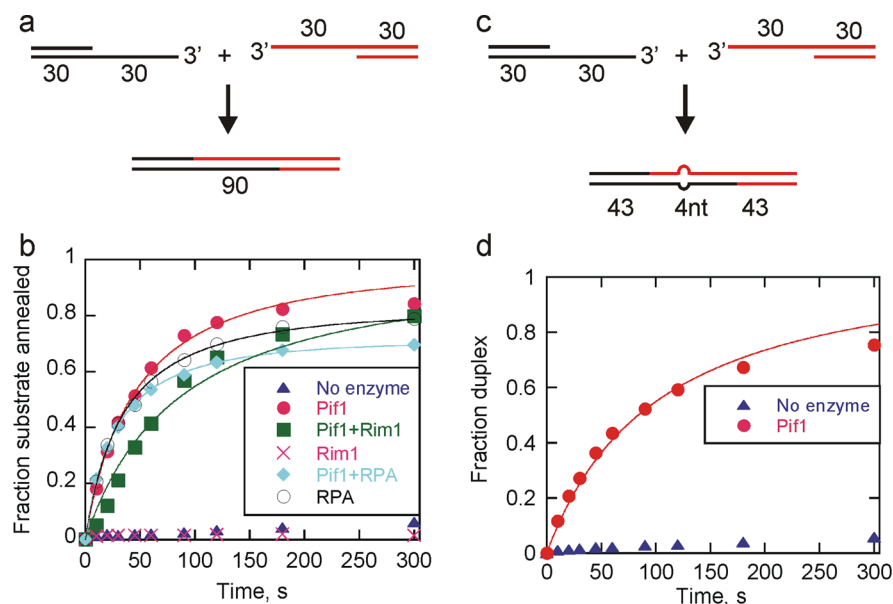 a
30
30
30 30
3' + 3'
30
90
c
30
30
30 30
3' + 3'
30
43 4nt 43
b
Fraction substrate annealed
1
0.8
0.6
0.4
0.2
0
0 50 100 150 200 250 300
Time, s
No enzyme
Pif1
Pif1+Rim1
Rim1
Pif1+RPA
RPA
d
Fraction duplex
1
0.8
0.6
0.4
0.2
0
0 50 100 150 200 250 300
Time, s
No enzyme
Pif1